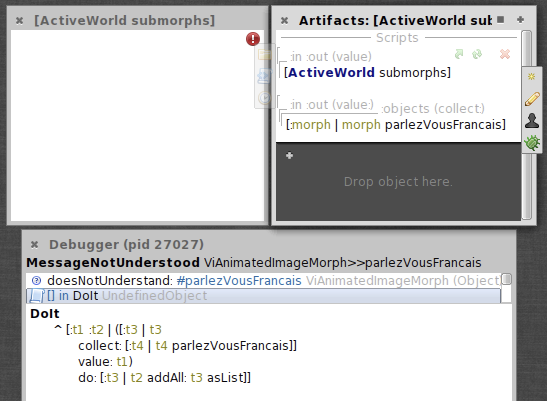 [ActiveWorld submorphs]
Artifacts: [ActiveWorld sub
Scripts
:in :out (value)
[ActiveWorld submorphs]
:in :out (value:) :objects (collect:)
[:morph | morph parlezVousFrancais]
Drop object here.
Debugger (pid 27027)
MessageNotUnderstood ViAnimatedImageMorph>>parlezVousFrancais
doesNotUnderstand: #parlezVousFrancais ViAnimatedImageMorph (Object)
[] in DoIt UndefinedObject
DoIt
^ [:t1 :t2 | ([:t3 | t3
collect: [:t4 | t4 parlezVousFrancais]]
value: t1)
do: [:t3 | t2 addAll: t3 asList]]